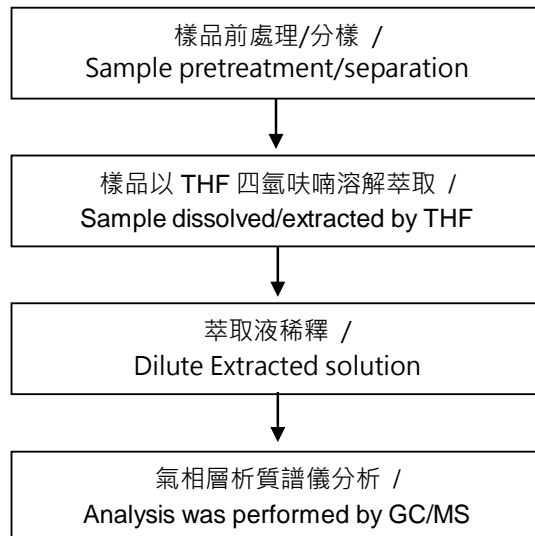 樣品前處理/分樣 /
Sample pretreatment/separation
樣品以 THF 四氫呋喃溶解萃取 /
Sample dissolved/extracted by THF
萃取液稀釋 /
Dilute Extracted solution
氣相層析質譜儀分析 /
Analysis was performed by GC/MS